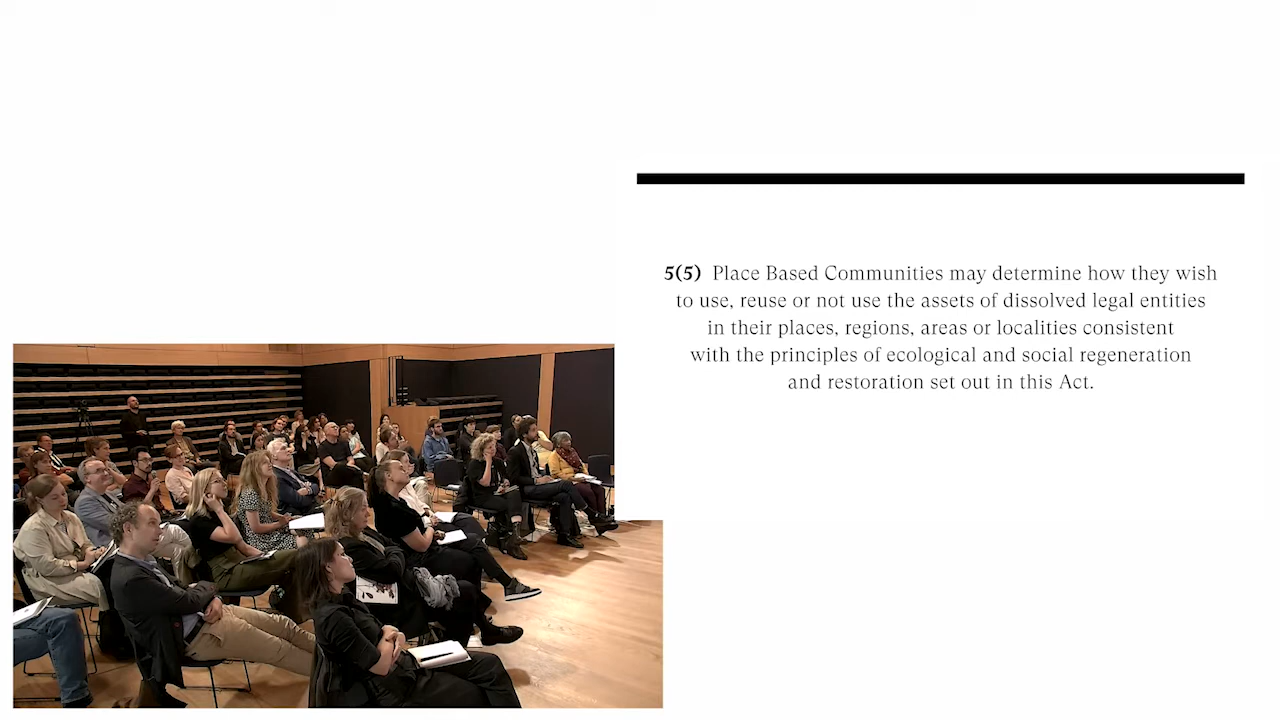 5(5) Place Based Communities may determine how they wish
to use, reuse or not use the assets of dissolved legal entities
in their places, regions, areas or localities consistent
with the principles of ecological and social regeneration
and restoration set out in this Act.